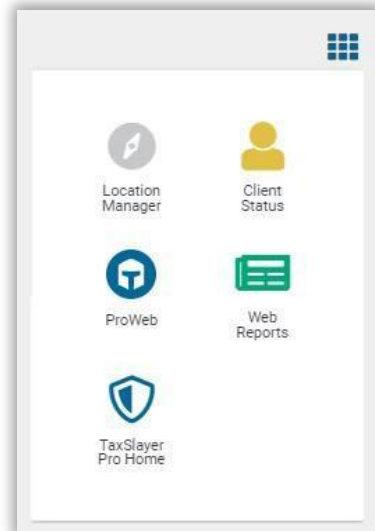 Location
Manager
Client
Status
ProWeb
Web
Reports
TaxSlayer
Pro Home